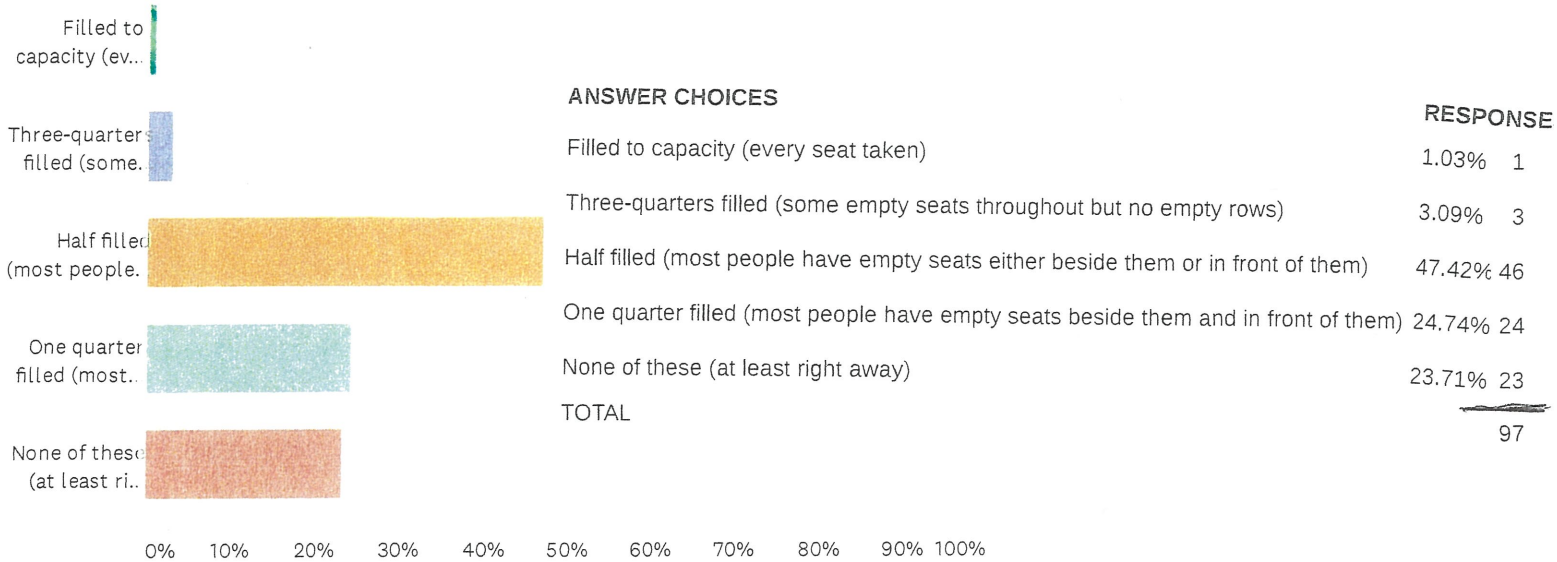 Filled to
capacity (ev...
Three-quarters
filled (some.
Half filled
(most people.
One quarter
filled (most..
None of these
(at least ri..
0% 10% 20% 30% 40% 50% 60% 70% 80% 90% 100%
ANSWER CHOICES RESPONSE
Filled to capacity (every seat taken) 1.03% 1
Three-quarters filled (some empty seats throughout but no empty rows) 3.09% 3
Half filled (most people have empty seats either beside them or in front of them) 47.42% 46
One quarter filled (most people have empty seats beside them and in front of them) 24.74% 24
None of these (at least right away) 23.71% 23
TOTAL 97